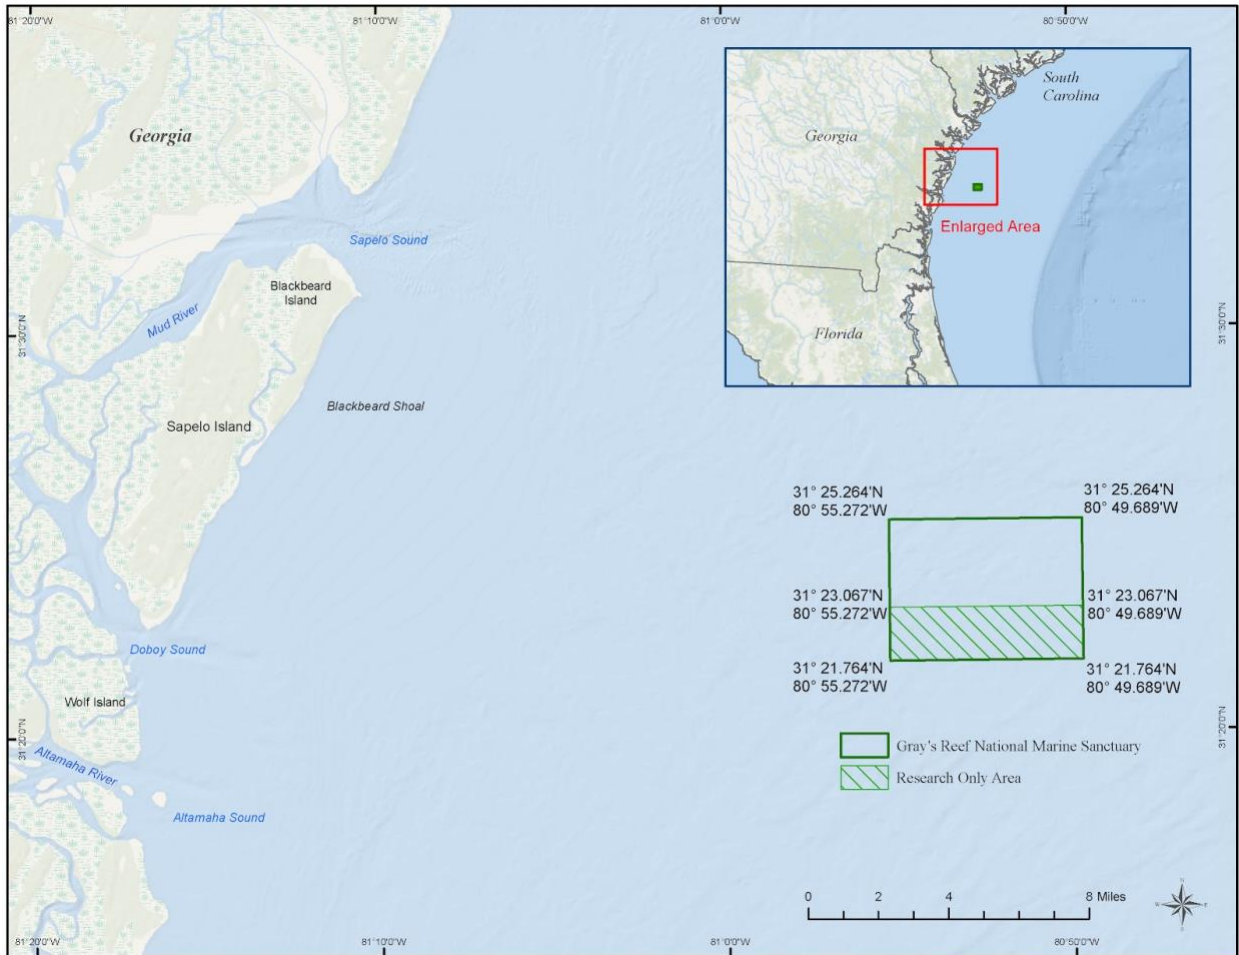 81°20'0"W
81°10'0"W
81°0'0"W
80°50'0"W
South
Carolina
Georgia
Georgia
Enlarged Area
Florida
Sapelo Sound
Blackbeard
Island
Mud River
31°30'0"N
31°30'0"N
Blackbeard Shoal
Sapelo Island
31° 25.264'N
80° 55.272'W
31° 25.264'N
80° 49.689'W
31° 23.067'N
80° 55.272'W
31° 23.067'N
80° 49.689'W
31° 21.764'N
80° 55.272'W
31° 21.764'N
80° 49.689'W
Doboy Sound
Wolf Island
31°20'0"N
31°20'0"N
Altamaha River
Altamaha Sound
Gray's Reef National Marine Sanctuary
Research Only Area
0 2 4 8 Miles
N
W E
S
81°20'0"W
81°10'0"W
81°0'0"W
80°50'0"W